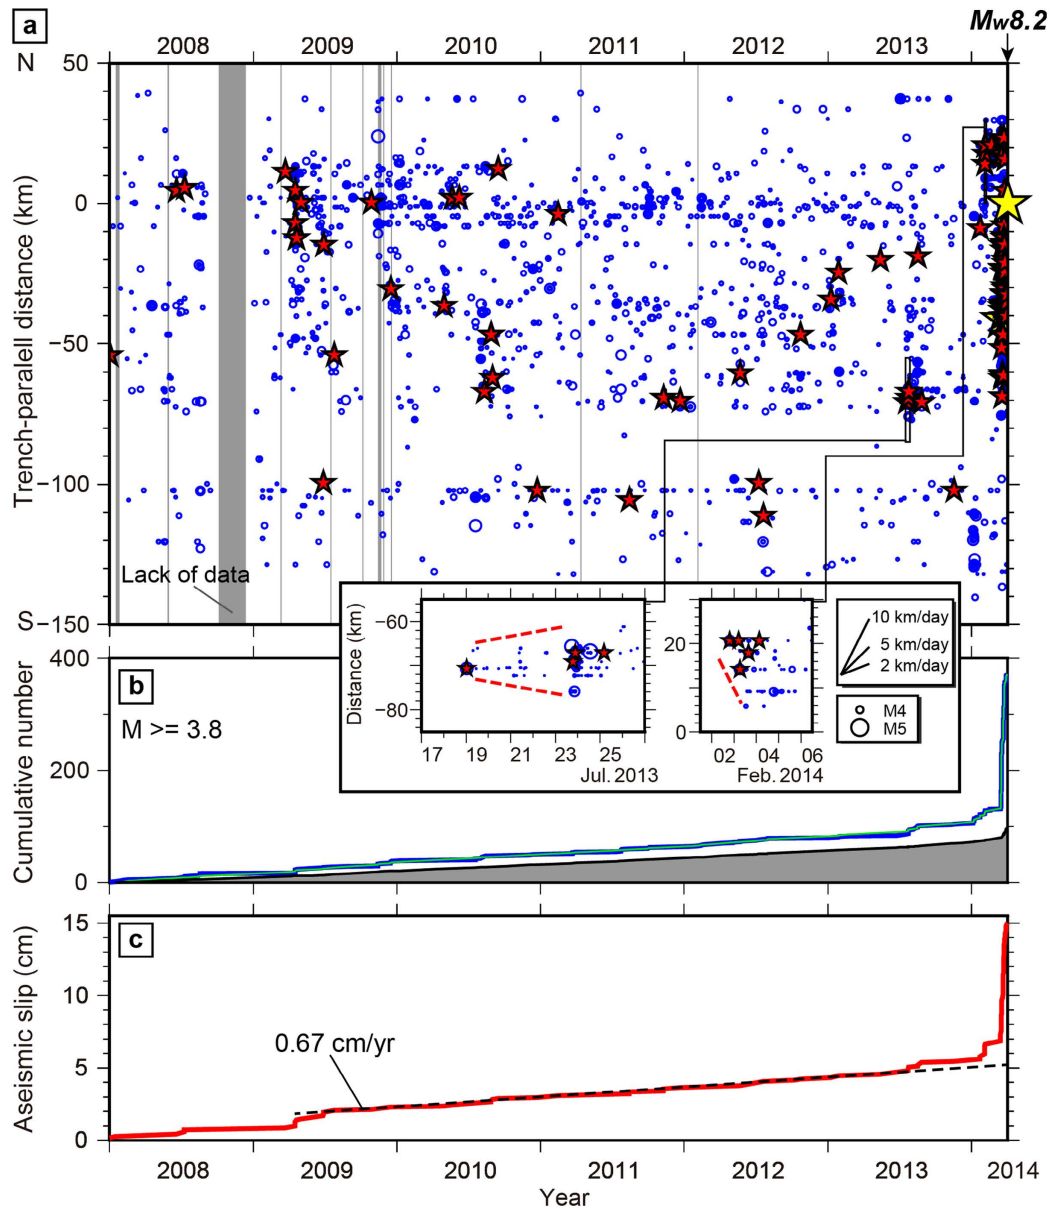 a
Mw8.2
2008 2009 2010 2011 2012 2013
N
50
0
−50
−100
S−150
Trench-paralell distance (km)
Lack of data
−60
−80
Distance (km)
17 19 21 23 25
Jul. 2013
20
0
02 04 06
Feb. 2014
10 km/day
5 km/day
2 km/day
M4
M5
b
M >= 3.8
400
200
0
Cumulative number
c
15
10
5
0
Aseismic slip (cm)
0.67 cm/yr
2008 2009 2010 2011 2012 2013 2014
Year